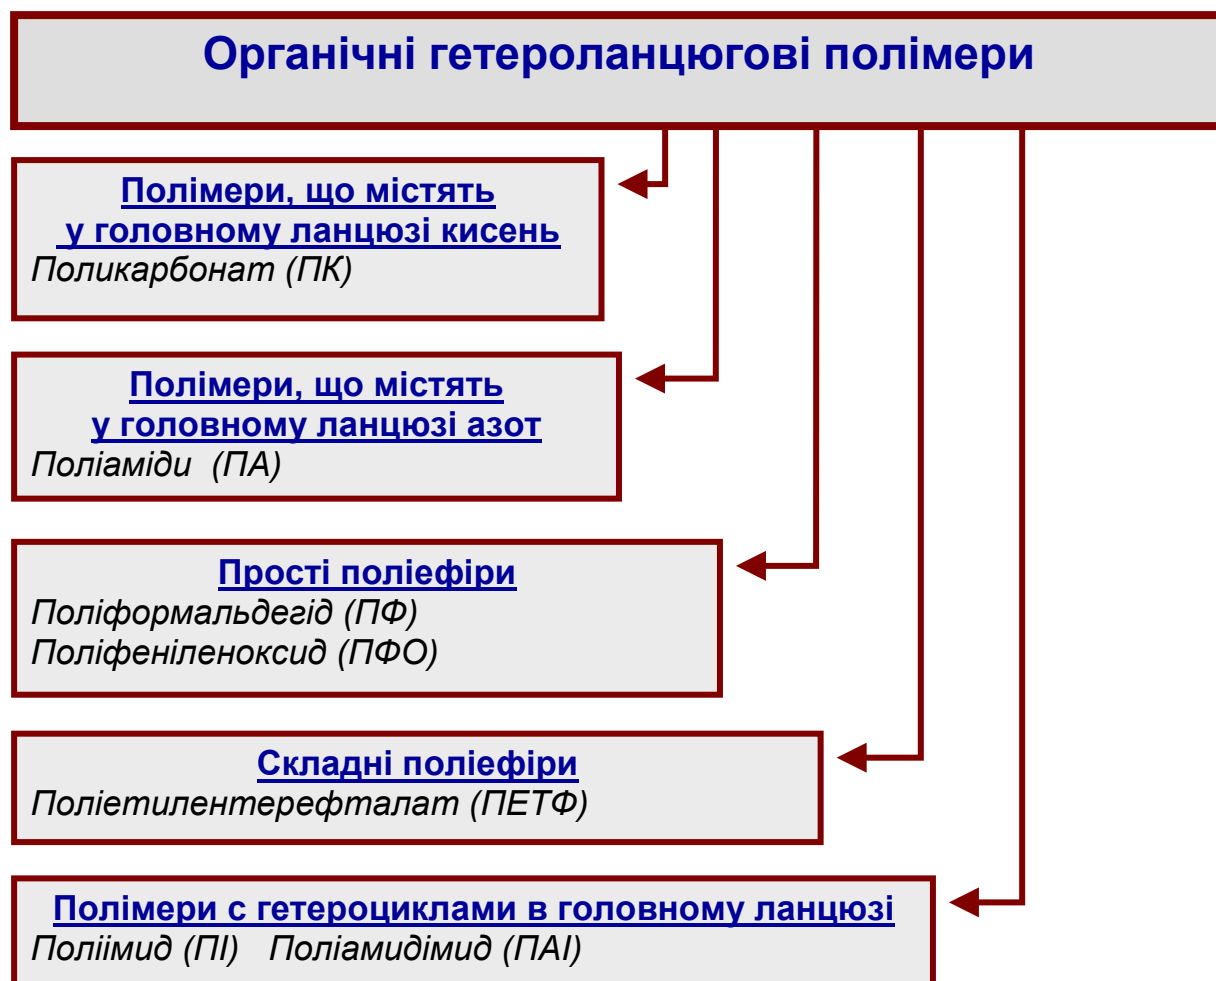 Органічні гетероланцюгові полімери
Полімери, що містять
у головному ланцюзі кисень
Поликарбонат (ПК)
Полімери, що містять
у головному ланцюзі азот
Поліаміди (ПА)
Прості поліефіри
Поліформальдегід (ПФ)
Поліфеніленоксид (ПФО)
Складні поліефіри
Поліетилентерефталат (ПЕТФ)
Полімери с гетероциклами в головному ланцюзі
Поліімид (ПІ) Поліамидімид (ПАІ)